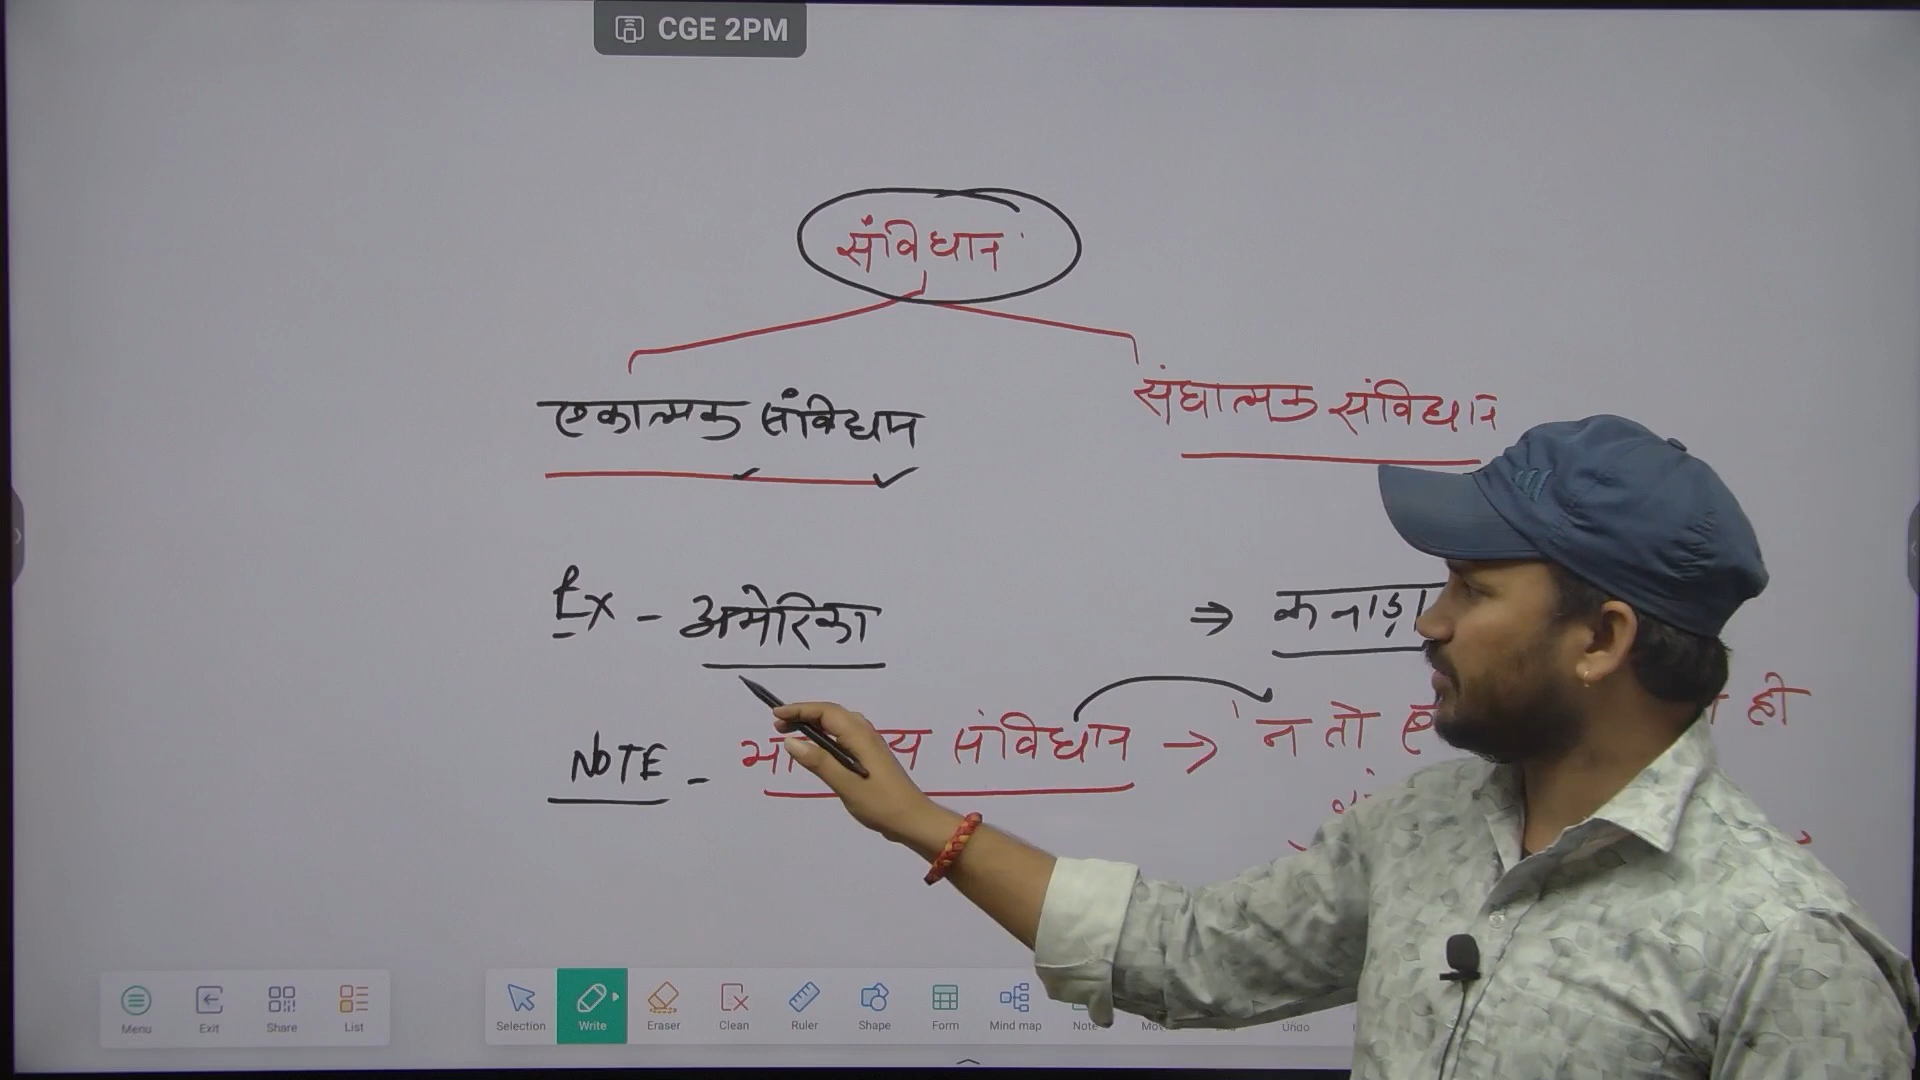 CGE 2PM
संविधान
एकात्मक संविधान
संघात्मक संविधान
Ex - अमेरिका
⇒ कनाडा
NOTE - संविधान → न तो
ही
Menu Exit Share List
Selection Write Eraser Clean Ruler Shape Form Mind map Note Undo